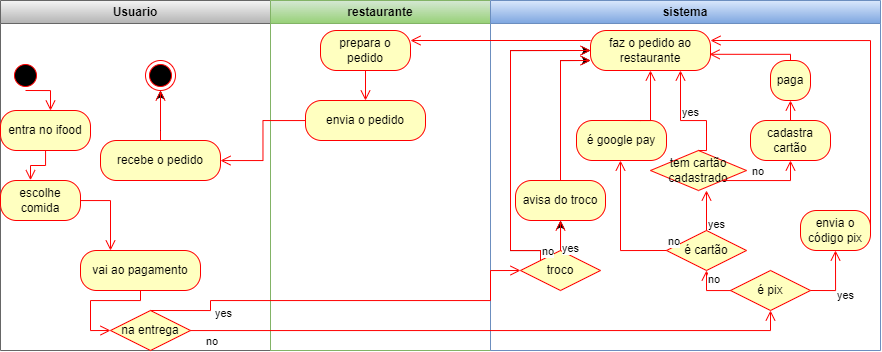 Usuario
restaurante
sistema
entra no ifood
escolhe
comida
vai ao pagamento
na entrega
yes
no
recebe o pedido
prepara o
pedido
envia o pedido
faz o pedido ao
restaurante
paga
cadastra
cartão
é google pay
tem cartão
cadastrado
yes
no
avisa do troco
no
yes
troco
é cartão
no
yes
envia o
código pix
é pix
no
yes